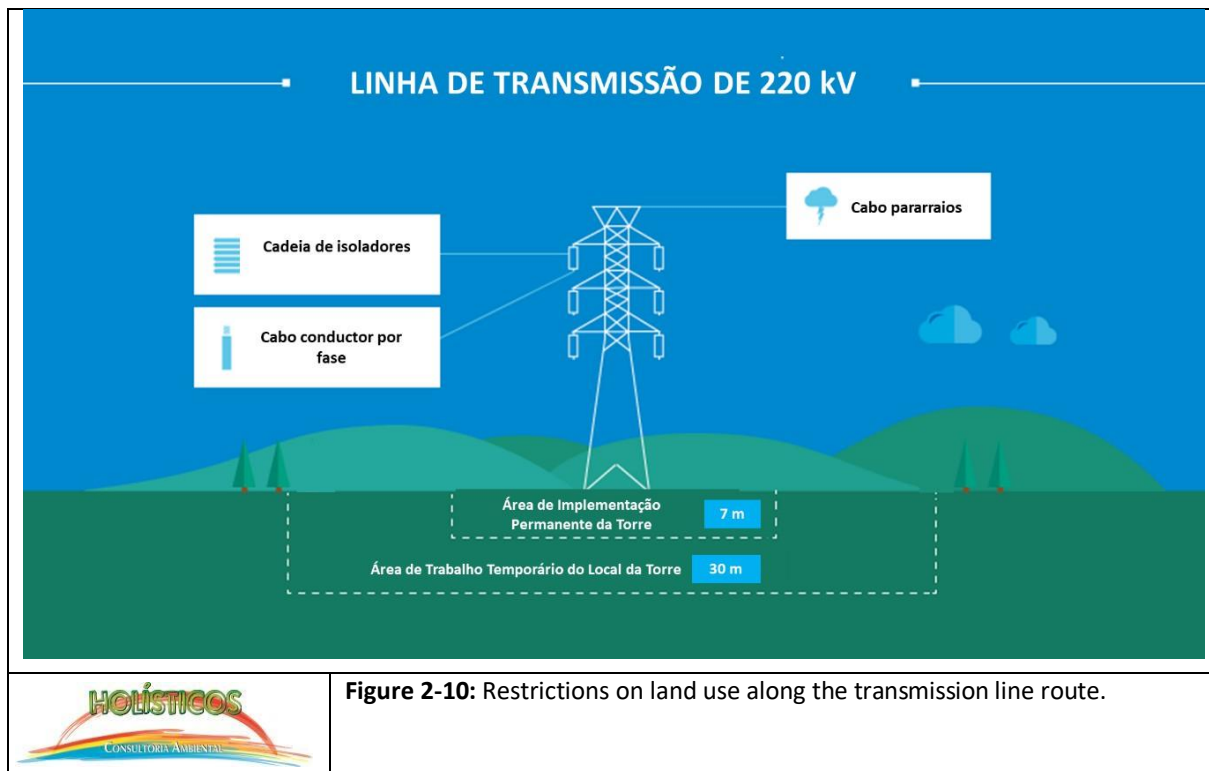 LINHA DE TRANSMISSÃO DE 220 kV
Cabo pararraios
Cadeia de isoladores
Cabo conductor por
fase
Área de Implementação
Permanente da Torre
7 m
Área de Trabalho Temporário do Local da Torre
30 m
HOLÍSTICOS
CONSULTORIA AMBIENTAL
Figure 2-10: Restrictions on land use along the transmission line route.